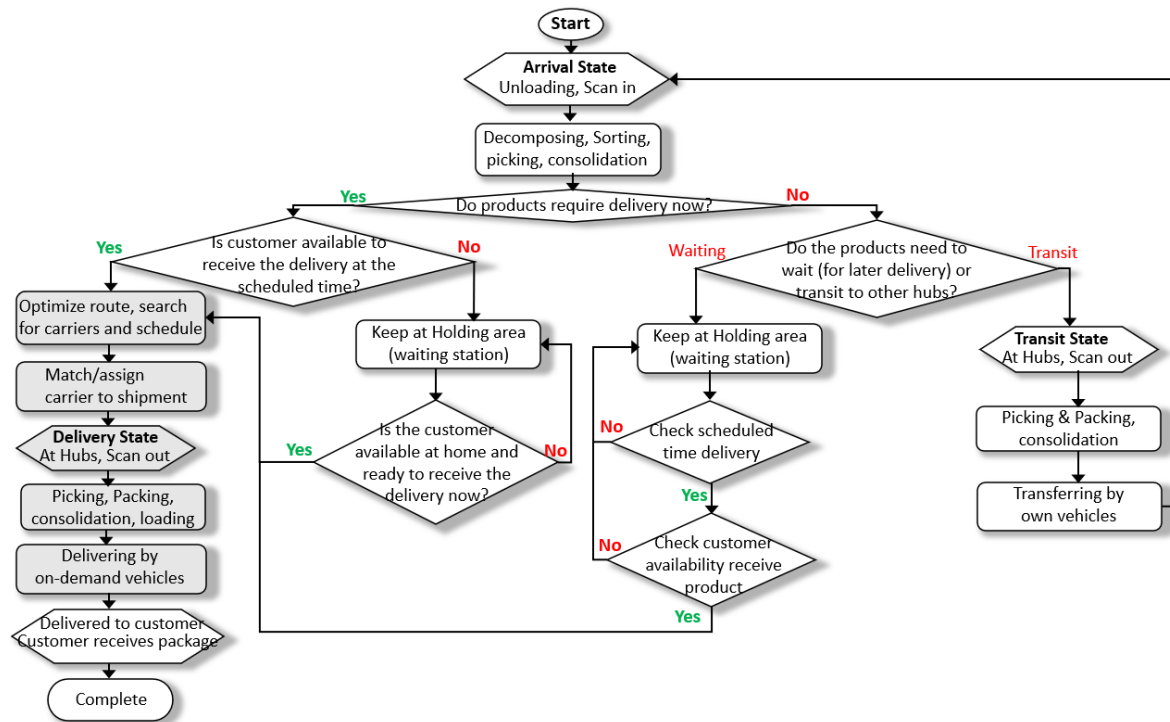 Start
Arrival State
Unloading, Scan in
Decomposing, Sorting,
picking, consolidation
Yes
Do products require delivery now?
No
Yes
Is customer available to
receive the delivery at the
scheduled time?
No
Waiting
Do the products need to
wait (for later delivery) or
transit to other hubs?
Transit
Optimize route, search
for carriers and schedule
Keep at Holding area
(waiting station)
Keep at Holding area
(waiting station)
Transit State
At Hubs, Scan out
Match/assign
carrier to shipment
Delivery State
At Hubs, Scan out
Yes
Is the customer
available at home and
ready to receive the
delivery now?
No
No
Check scheduled
time delivery
Yes
Picking & Packing,
consolidation
Picking, Packing,
consolidation, loading
Transferring by
own vehicles
Delivering by
on-demand vehicles
No
Check customer
availability receive
product
Yes
Delivered to customer
Customer receives package
Complete